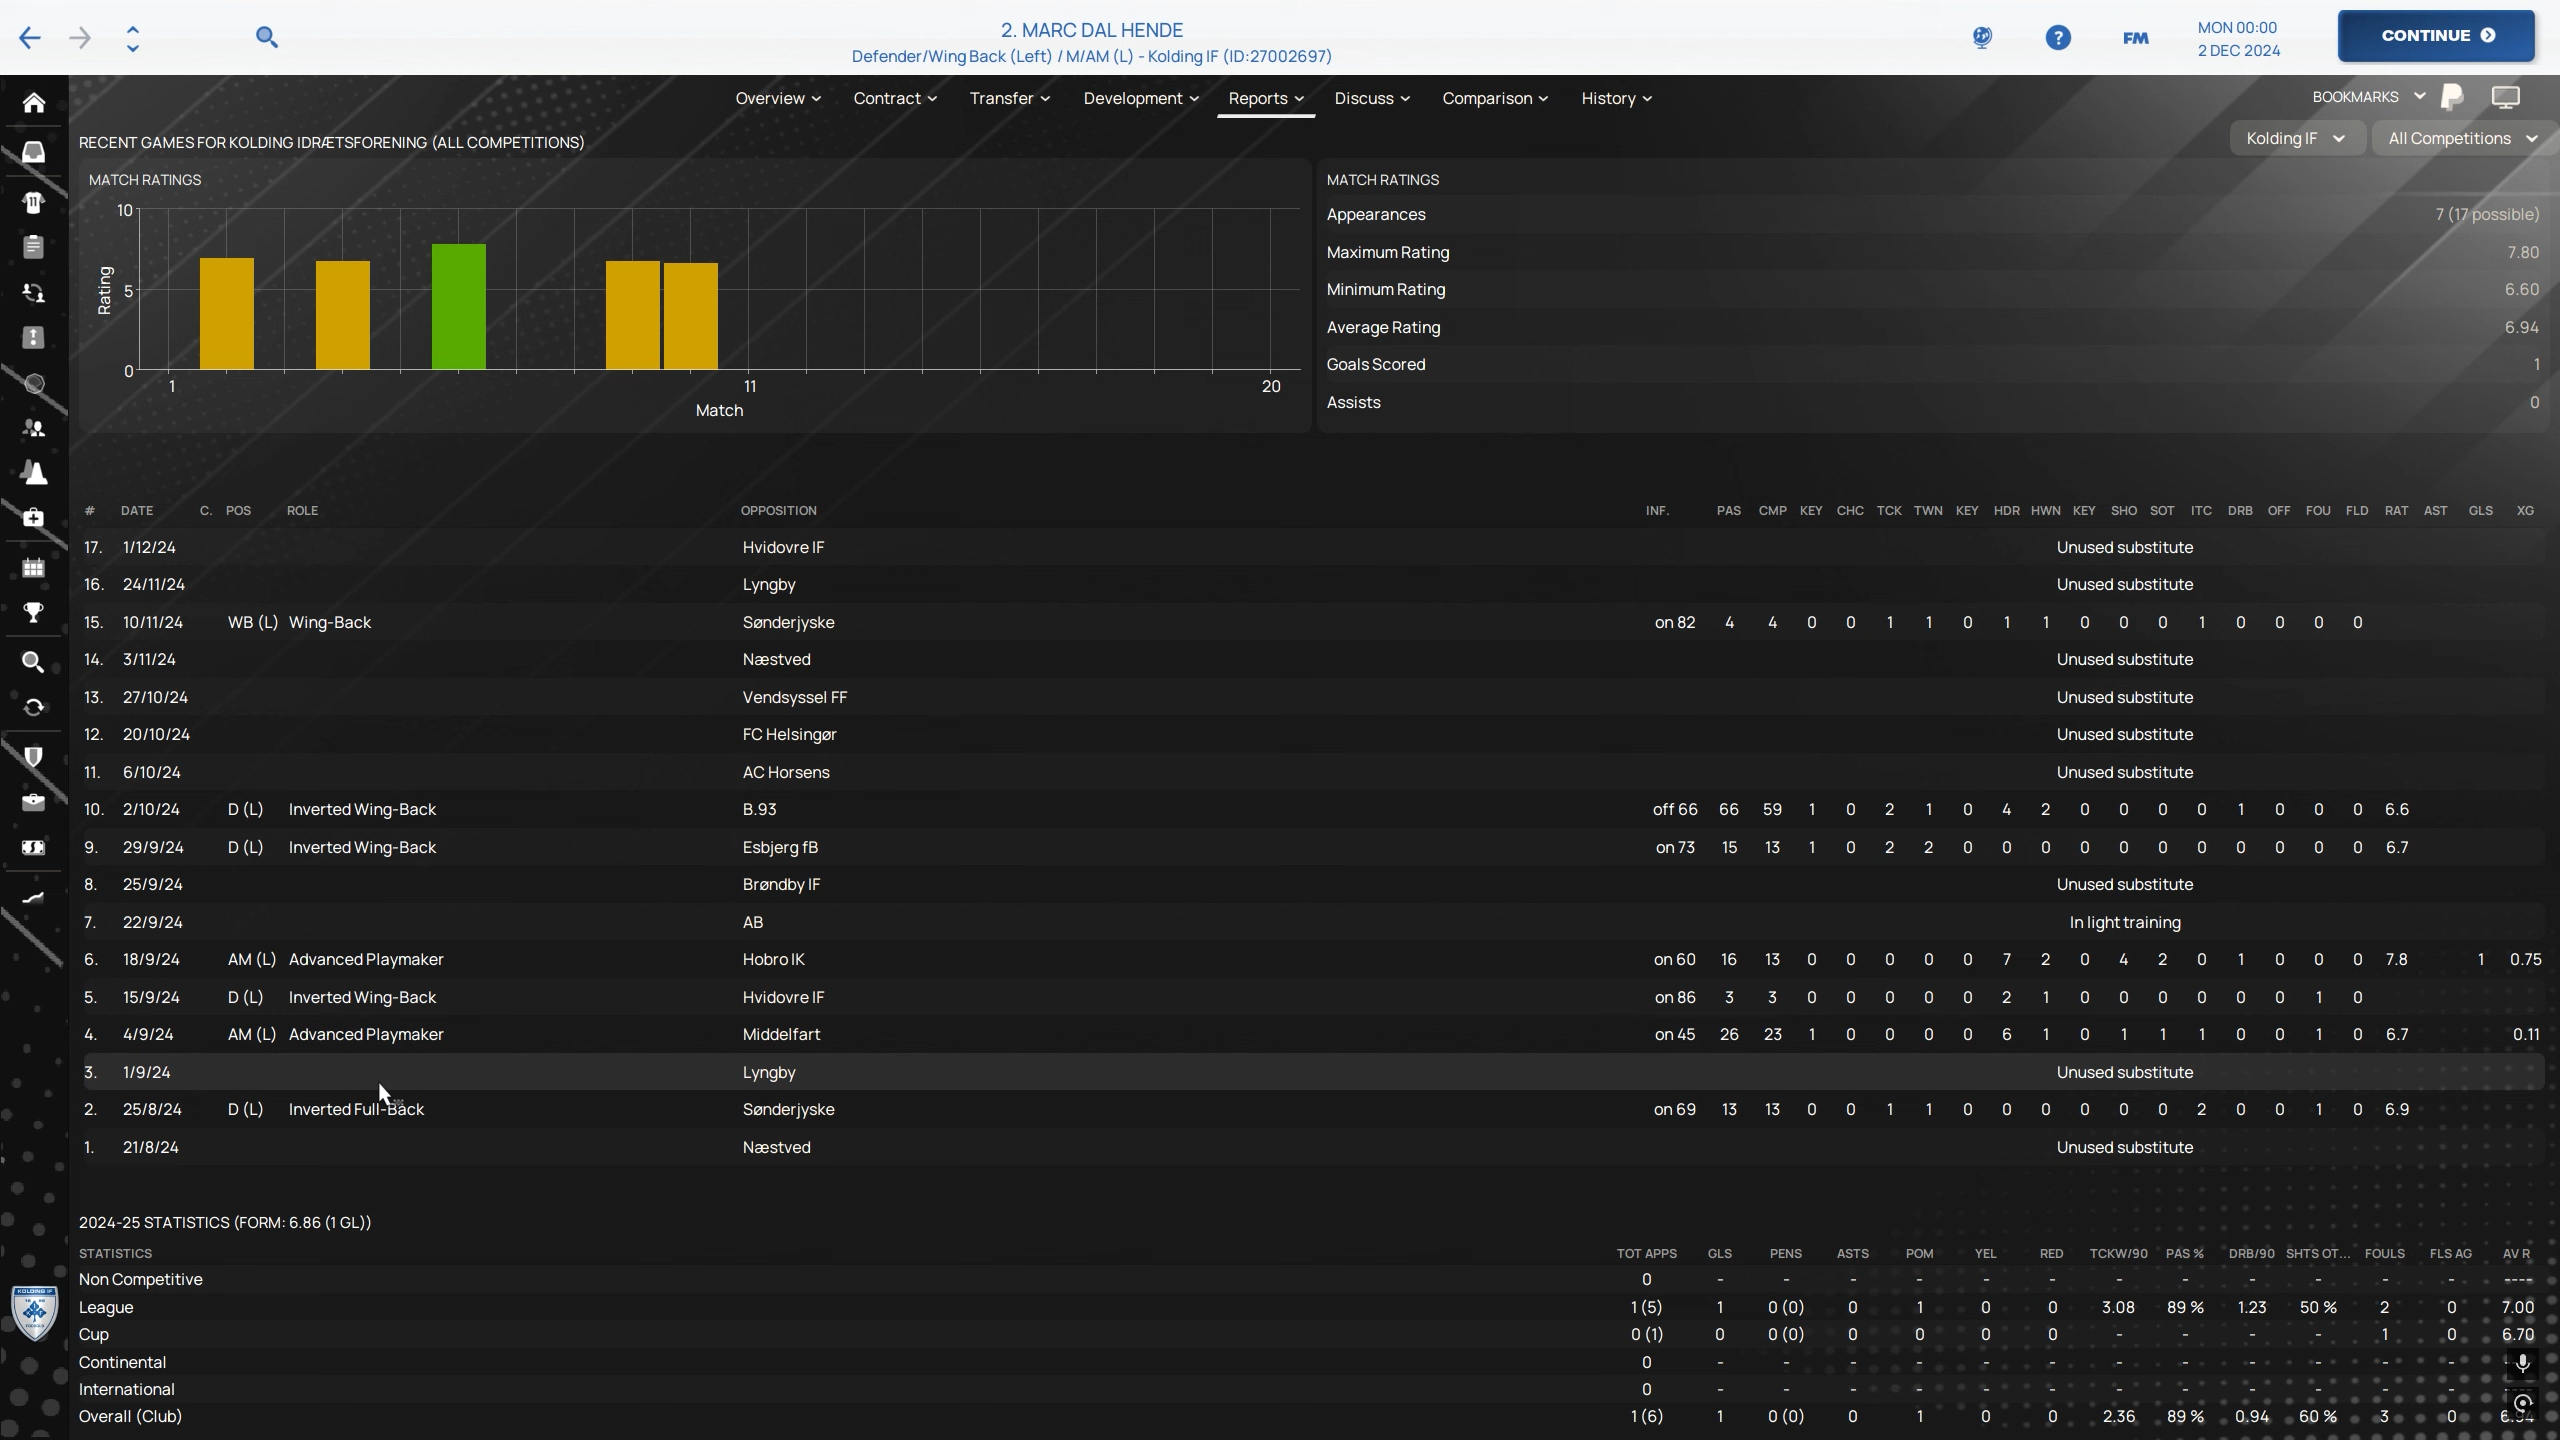 2. MARC DAL HENDE
Defender/Wing Back (Left) / M/AM (L) - Kolding IF (ID:27002697)
FM
MON 00:00
2 DEC 2024
CONTINUE
Overview Contract Transfer Development Reports Discuss Comparison History
BOOKMARKS
RECENT GAMES FOR KOLDING IDRÆTSFORENING (ALL COMPETITIONS)
Kolding IF All Competitions
MATCH RATINGS
10
5
0
Rating
1 11 20
Match
MATCH RATINGS
Appearances 7 (17 possible)
Maximum Rating 7.80
Minimum Rating 6.60
Average Rating 6.94
Goals Scored 1
Assists 0
# DATE C. POS ROLE OPPOSITION INF. PAS CMP KEY CHC TCK TWN KEY HDR HWN KEY SHO SOT ITC DRB OFF FOU FLD RAT AST GLS XG
17. 1/12/24 Hvidovre IF Unused substitute
16. 24/11/24 Lyngby Unused substitute
15. 10/11/24 WB (L) Wing-Back Sønderjyske on 82 4 4 0 0 1 1 0 1 1 0 0 0 1 0 0 0 0
14. 3/11/24 Næstved Unused substitute
13. 27/10/24 Vendsyssel FF Unused substitute
12. 20/10/24 FC Helsingør Unused substitute
11. 6/10/24 AC Horsens Unused substitute
10. 2/10/24 D (L) Inverted Wing-Back B.93 off 66 66 59 1 0 2 1 0 4 2 0 0 0 0 1 0 0 0 6.6
9. 29/9/24 D (L) Inverted Wing-Back Esbjerg fB on 73 15 13 1 0 2 2 0 0 0 0 0 0 0 0 0 0 0 6.7
8. 25/9/24 Brøndby IF Unused substitute
7. 22/9/24 AB In light training
6. 18/9/24 AM (L) Advanced Playmaker Hobro IK on 60 16 13 0 0 0 0 0 7 2 0 4 2 0 1 0 0 0 7.8 1 0.75
5. 15/9/24 D (L) Inverted Wing-Back Hvidovre IF on 86 3 3 0 0 0 0 0 2 1 0 0 0 0 0 0 1 0
4. 4/9/24 AM (L) Advanced Playmaker Middelfart on 45 26 23 1 0 0 0 0 6 1 0 1 1 1 0 0 1 0 6.7 0.11
3. 1/9/24 Lyngby Unused substitute
2. 25/8/24 D (L) Inverted Full-Back Sønderjyske on 69 13 13 0 0 1 1 0 0 0 0 0 0 2 0 0 1 0 6.9
1. 21/8/24 Næstved Unused substitute
2024-25 STATISTICS (FORM: 6.86 (1 GL))
STATISTICS TOT APPS GLS PENS ASTS POM YEL RED TCKW/90 PAS % DRB/90 SHTS OT... FOULS FLS AG AV R
Non Competitive 0 - - - - - - - - - - - - ----
League 1 (5) 1 0 (0) 0 1 0 0 3.08 89 % 1.23 50 % 2 0 7.00
Cup 0 (1) 0 0 (0) 0 0 0 0 - - - - 1 0 6.70
Continental 0 - - - - - - - - - - - -
International 0 - - - - - - - - - - - -
Overall (Club) 1 (6) 1 0 (0) 0 1 0 0 2.36 89 % 0.94 60 % 3 0
KOLDING IF